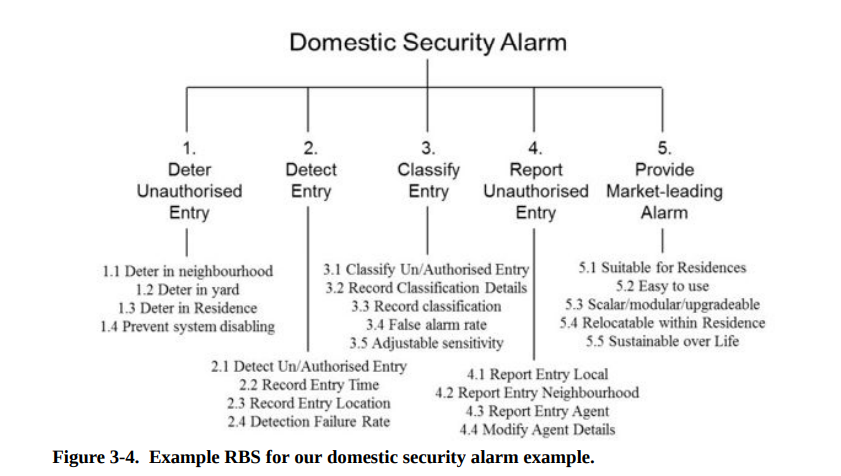 Domestic Security Alarm
1.
Deter
Unauthorised
Entry
2.
Detect
Entry
3.
Classify
Entry
4.
Report
Unauthorised
Entry
5.
Provide
Market-leading
Alarm
1.1 Deter in neighbourhood
1.2 Deter in yard
1.3 Deter in Residence
1.4 Prevent system disabling
2.1 Detect Un/Authorised Entry
2.2 Record Entry Time
2.3 Record Entry Location
2.4 Detection Failure Rate
3.1 Classify Un/Authorised Entry
3.2 Record Classification Details
3.3 Record classification
3.4 False alarm rate
3.5 Adjustable sensitivity
4.1 Report Entry Local
4.2 Report Entry Neighbourhood
4.3 Report Entry Agent
4.4 Modify Agent Details
5.1 Suitable for Residences
5.2 Easy to use
5.3 Scalar/modular/upgradeable
5.4 Relocatable within Residence
5.5 Sustainable over Life
Figure 3-4. Example RBS for our domestic security alarm example.